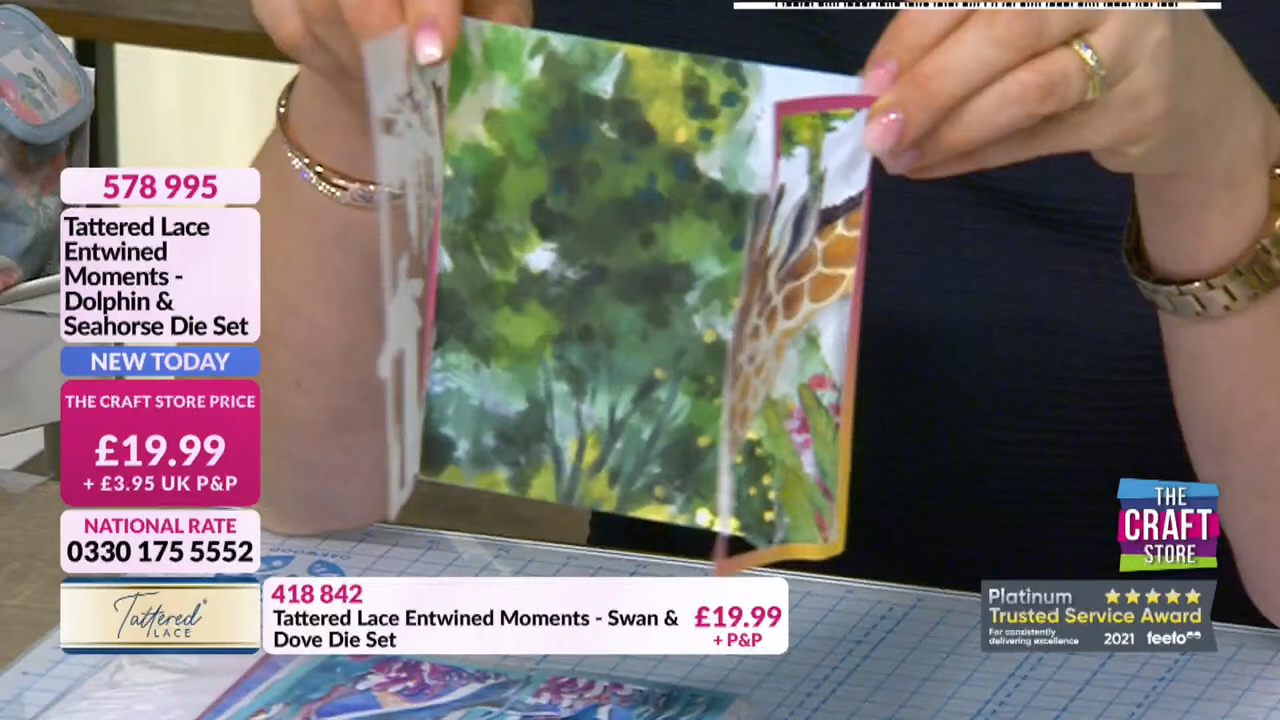 578 995
Tattered Lace
Entwined
Moments -
Dolphin &
Seahorse Die Set
NEW TODAY
THE CRAFT STORE PRICE
£19.99
+ £3.95 UK P&P
NATIONAL RATE
0330 175 5552
Tattered
LACE
418 842
Tattered Lace Entwined Moments - Swan &
Dove Die Set
£19.99
+ P&P
THE
CRAFT
STORE
Platinum
Trusted Service Award
For consistently
delivering excellence
2021 feefo